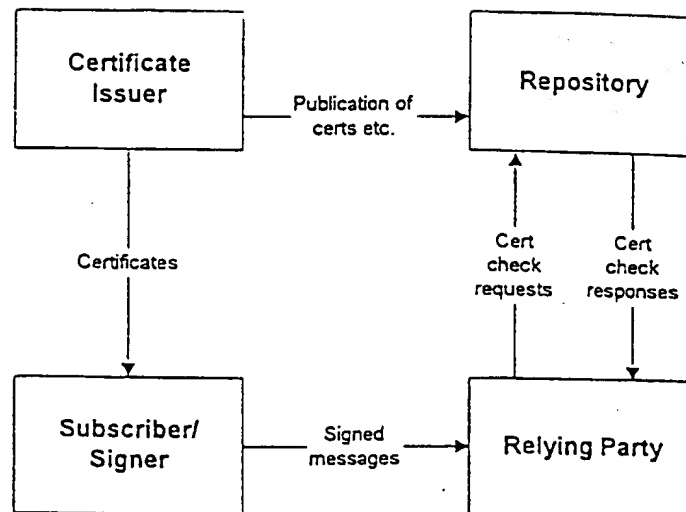 Certificate
Issuer
Publication of
certs etc.
Repository
Certificates
Cert
check
requests
Cert
check
responses
Subscriber/
Signer
Signed
messages
Relying Party